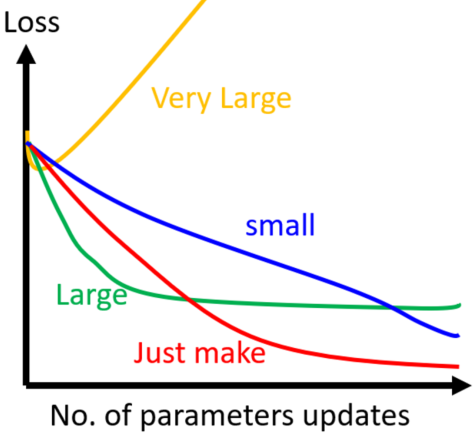 Loss
Very Large
small
Large
Just make
No. of parameters updates